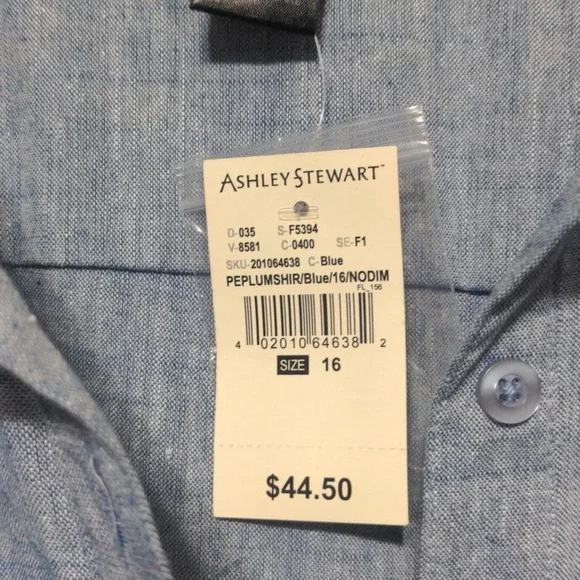 ASHLEY STEWART™
D-035 S-F5394
V-8581 C-0400 SE-F1
SKU-201064638 C-Blue
PEPLUMSHIR/Blue/16/NODIM
FL_156
4 02010 64638 2
SIZE 16
$44.50